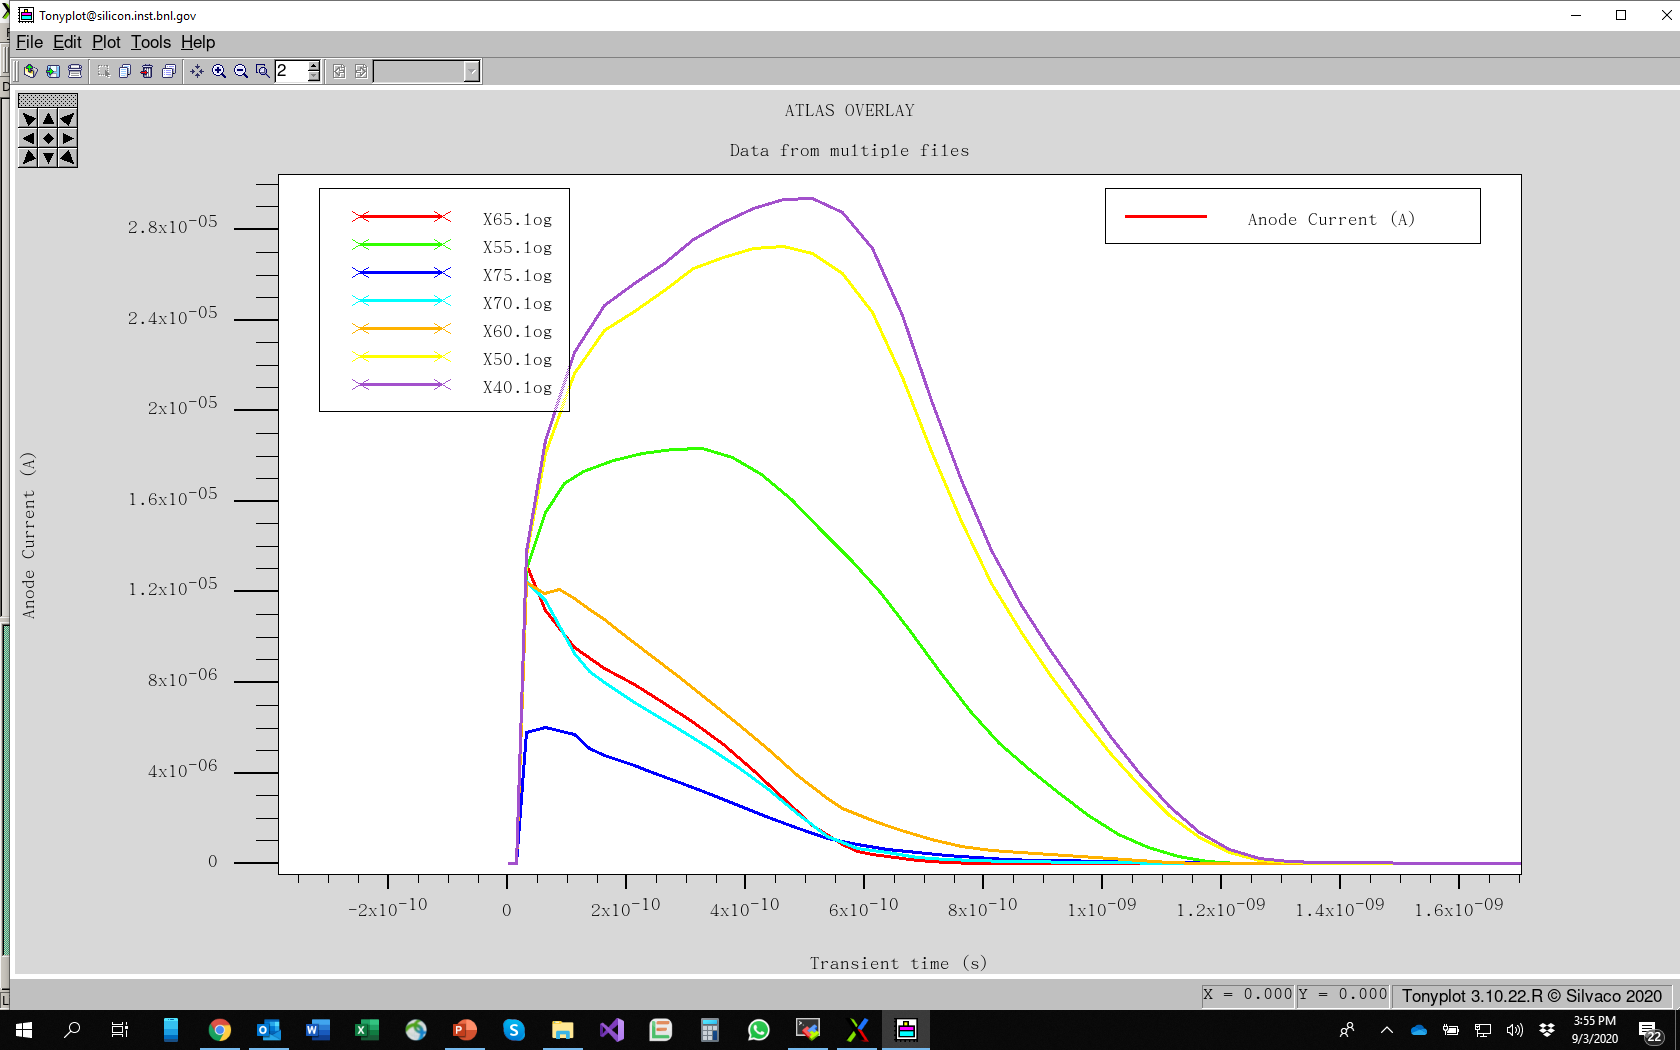 Tonyplot@silicon.inst.bnl.gov
File Edit Plot Tools Help
2
ATLAS OVERLAY
Data from multiple files
X65.log
X55.log
X75.log
X70.log
X60.log
X50.log
X40.log
Anode Current (A)
2.8x10-05
2.4x10-05
2x10-05
1.6x10-05
1.2x10-05
8x10-06
4x10-06
0
Anode Current (A)
-2x10-10 0 2x10-10 4x10-10 6x10-10 8x10-10 1x10-09 1.2x10-09 1.4x10-09 1.6x10-09
Transient time (s)
X = 0.000 Y = 0.000 Tonyplot 3.10.22.R © Silvaco 2020
3:55 PM
9/3/2020
22